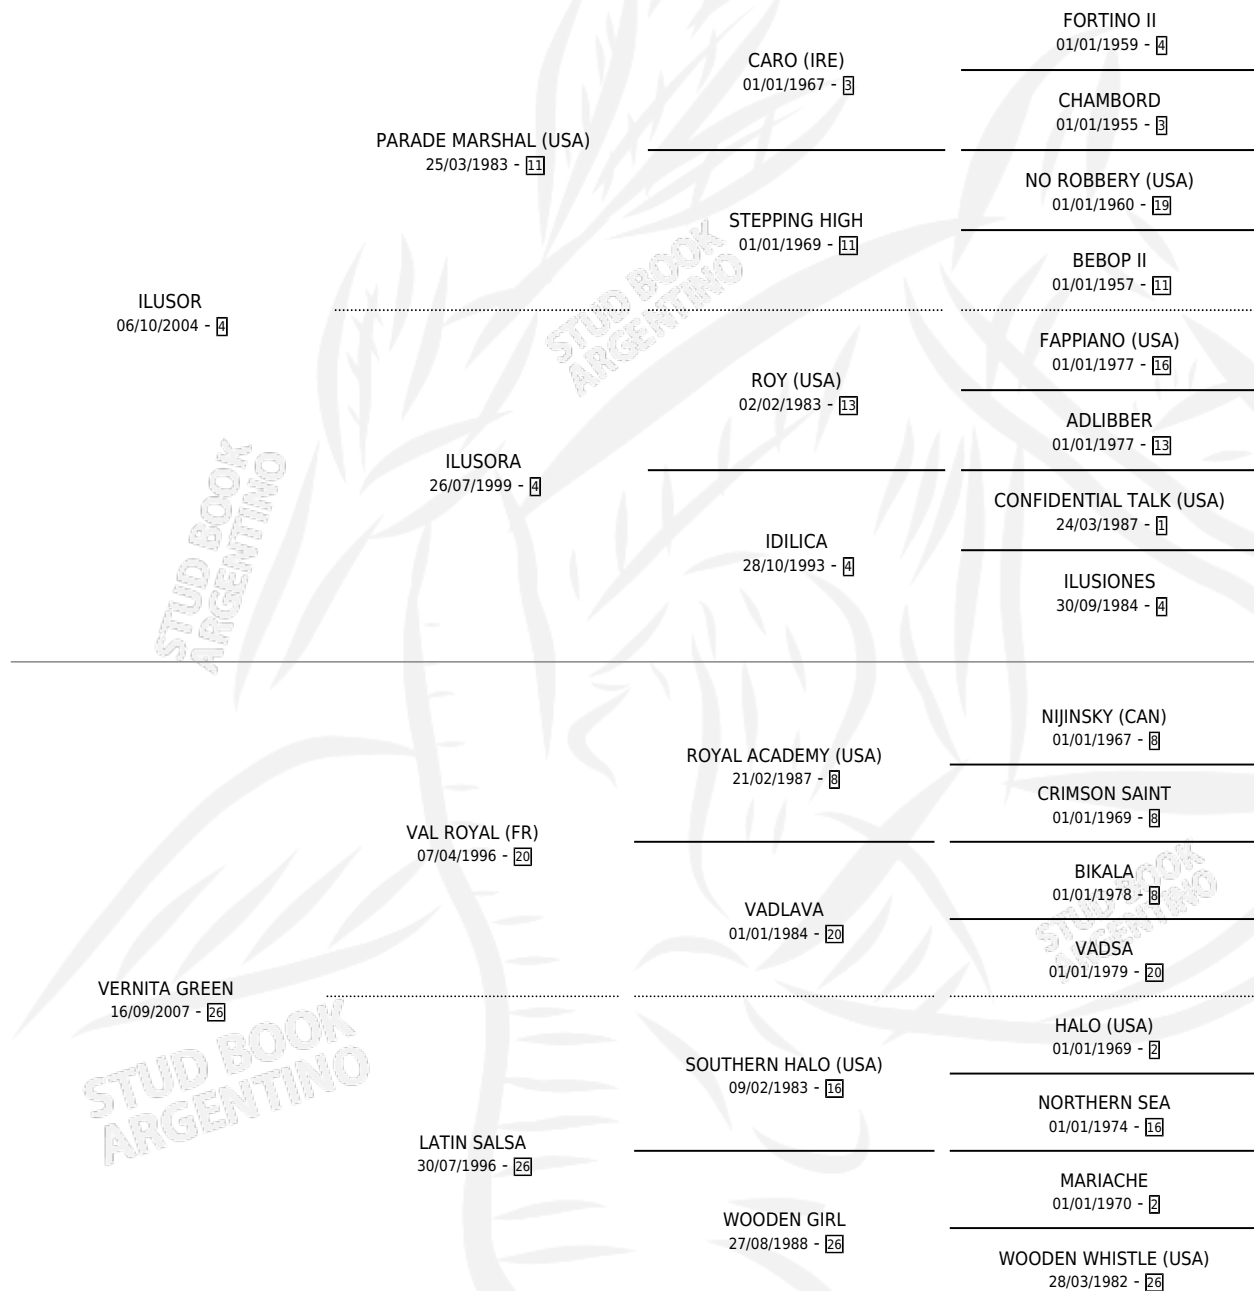 FORTINO II
01/01/1959 - 4
CARO (IRE)
01/01/1967 - 3
CHAMBORD
01/01/1955 - 3
PARADE MARSHAL (USA)
25/03/1983 - 11
NO ROBBERY (USA)
01/01/1960 - 19
STEPPING HIGH
01/01/1969 - 11
BEBOP II
01/01/1957 - 11
ILUSOR
06/10/2004 - 4
FAPPIANO (USA)
01/01/1977 - 16
ROY (USA)
02/02/1983 - 13
ADLIBBER
01/01/1977 - 13
ILUSORA
26/07/1999 - 4
CONFIDENTIAL TALK (USA)
24/03/1987 - 1
IDILICA
28/10/1993 - 4
ILUSIONES
30/09/1984 - 4
NIJINSKY (CAN)
01/01/1967 - 8
ROYAL ACADEMY (USA)
21/02/1987 - 8
CRIMSON SAINT
01/01/1969 - 8
VAL ROYAL (FR)
07/04/1996 - 20
BIKALA
01/01/1978 - 8
VADLAVA
01/01/1984 - 20
VADSA
01/01/1979 - 20
VERNITA GREEN
16/09/2007 - 26
HALO (USA)
01/01/1969 - 2
SOUTHERN HALO (USA)
09/02/1983 - 16
NORTHERN SEA
01/01/1974 - 16
LATIN SALSA
30/07/1996 - 26
MARIACHE
01/01/1970 - 2
WOODEN GIRL
27/08/1988 - 26
WOODEN WHISTLE (USA)
28/03/1982 - 26
STUD BOOK
ARGENTINO
STUD BOOK
ARGENTINO
STUD BOOK
ARGENTINO
STUD BOOK
ARGENTINO